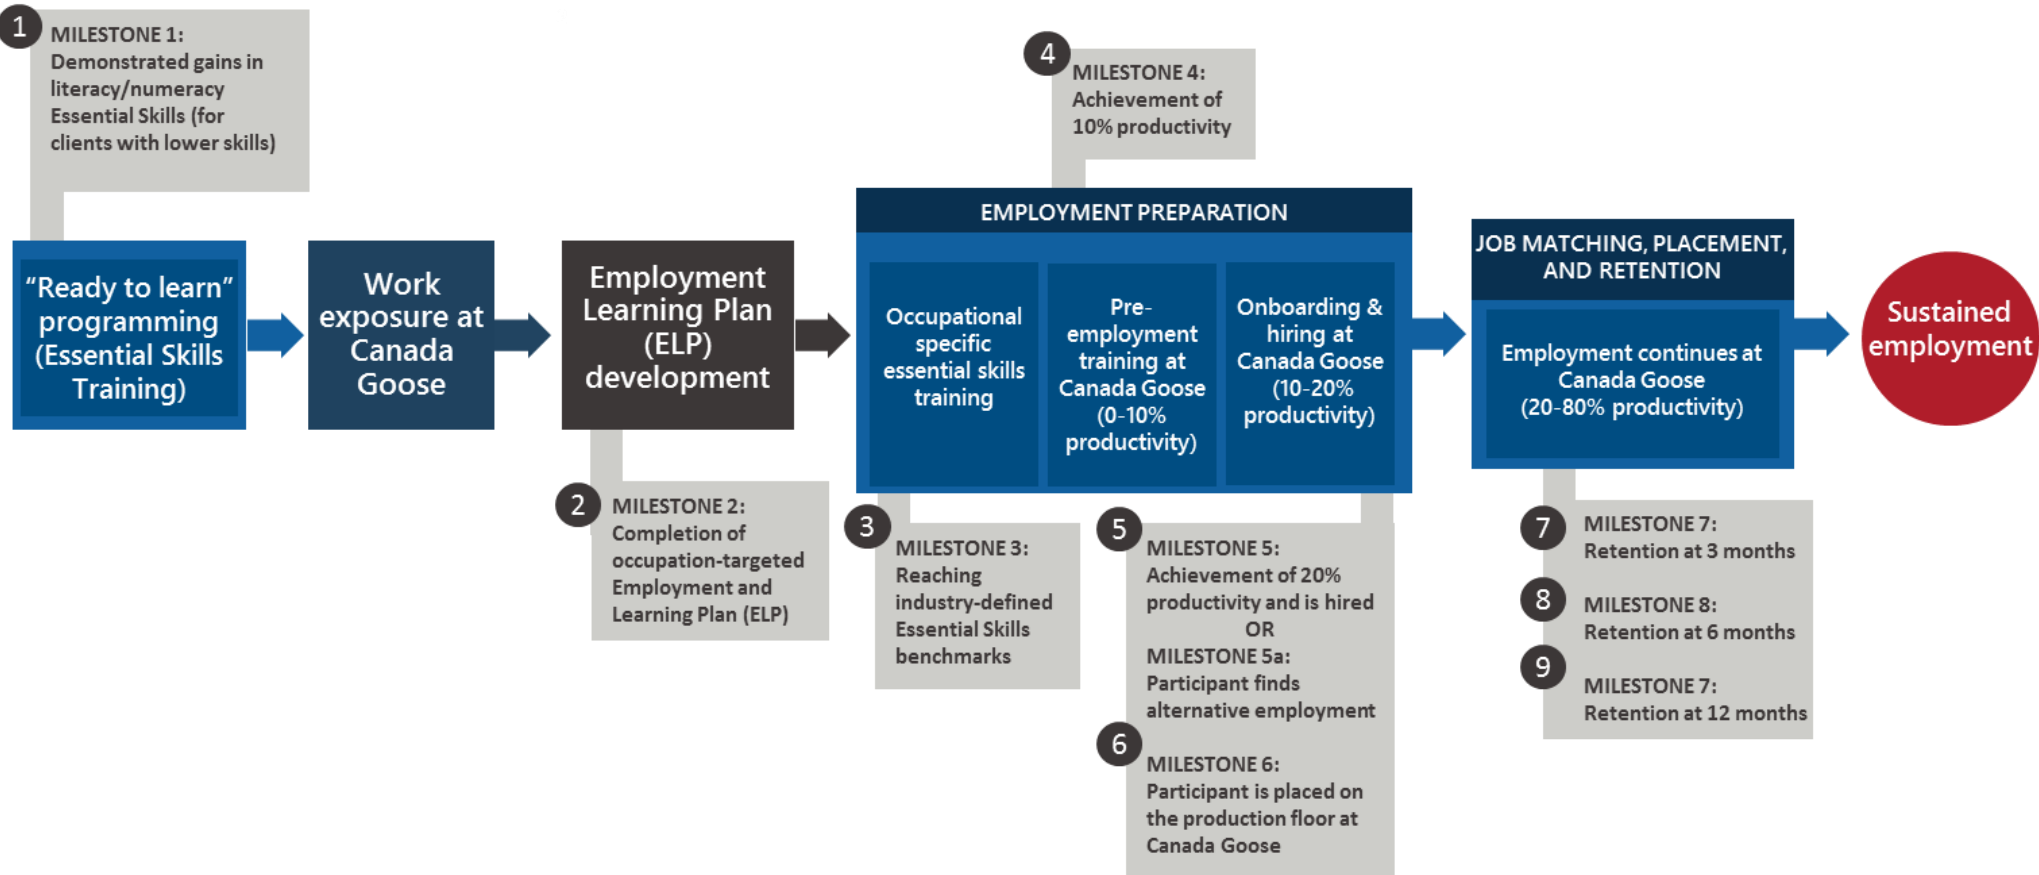 1
MILESTONE 1:
Demonstrated gains in
literacy/numeracy
Essential Skills (for
clients with lower skills)
4
MILESTONE 4:
Achievement of
10% productivity
“Ready to learn”
programming
(Essential Skills
Training)
Work
exposure at
Canada
Goose
Employment
Learning Plan
(ELP)
development
EMPLOYMENT PREPARATION
Occupational
specific
essential skills
training
Pre-
employment
training at
Canada Goose
(0-10%
productivity)
Onboarding &
hiring at
Canada Goose
(10-20%
productivity)
JOB MATCHING, PLACEMENT,
AND RETENTION
Employment continues at
Canada Goose
(20-80% productivity)
Sustained
employment
2
MILESTONE 2:
Completion of
occupation-targeted
Employment and
Learning Plan (ELP)
3
MILESTONE 3:
Reaching
industry-defined
Essential Skills
benchmarks
5
MILESTONE 5:
Achievement of 20%
productivity and is hired
OR
MILESTONE 5a:
Participant finds
alternative employment
6
MILESTONE 6:
Participant is placed on
the production floor at
Canada Goose
7
MILESTONE 7:
Retention at 3 months
8
MILESTONE 8:
Retention at 6 months
9
MILESTONE 7:
Retention at 12 months